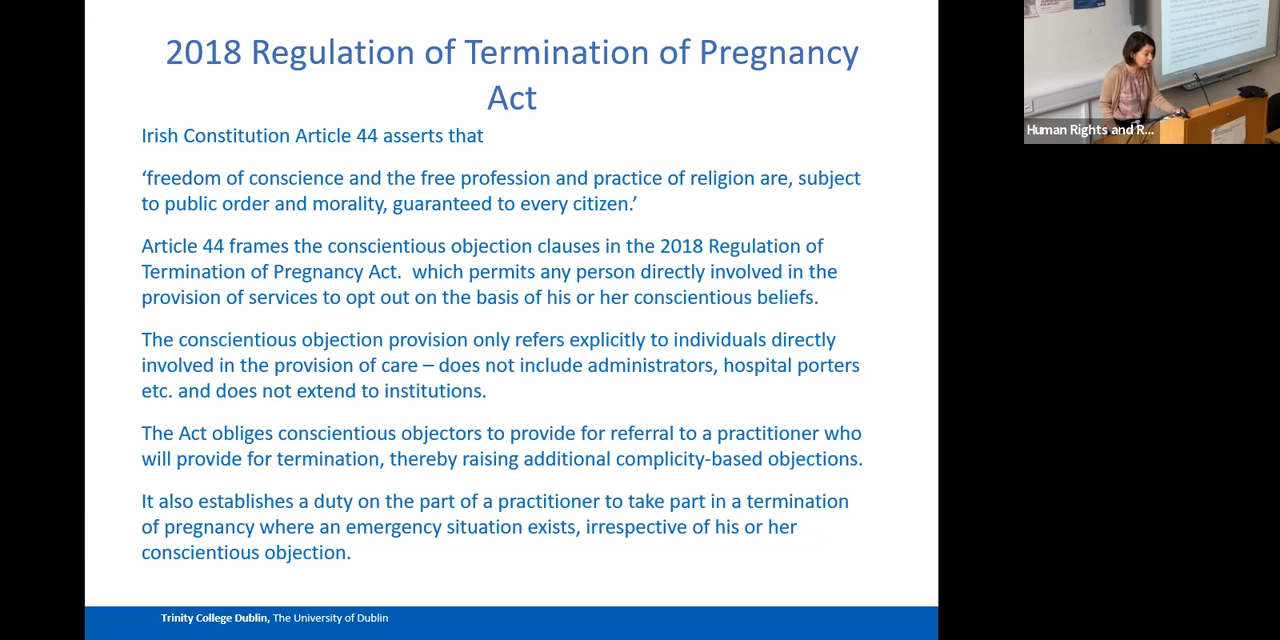 2018 Regulation of Termination of Pregnancy
Act
Irish Constitution Article 44 asserts that
‘freedom of conscience and the free profession and practice of religion are, subject
to public order and morality, guaranteed to every citizen.’
Article 44 frames the conscientious objection clauses in the 2018 Regulation of
Termination of Pregnancy Act.  which permits any person directly involved in the
provision of services to opt out on the basis of his or her conscientious beliefs.
The conscientious objection provision only refers explicitly to individuals directly
involved in the provision of care – does not include administrators, hospital porters
etc. and does not extend to institutions.
The Act obliges conscientious objectors to provide for referral to a practitioner who
will provide for termination, thereby raising additional complicity-based objections.
It also establishes a duty on the part of a practitioner to take part in a termination
of pregnancy where an emergency situation exists, irrespective of his or her
conscientious objection.
Trinity College Dublin, The University of Dublin
Human Rights and R...